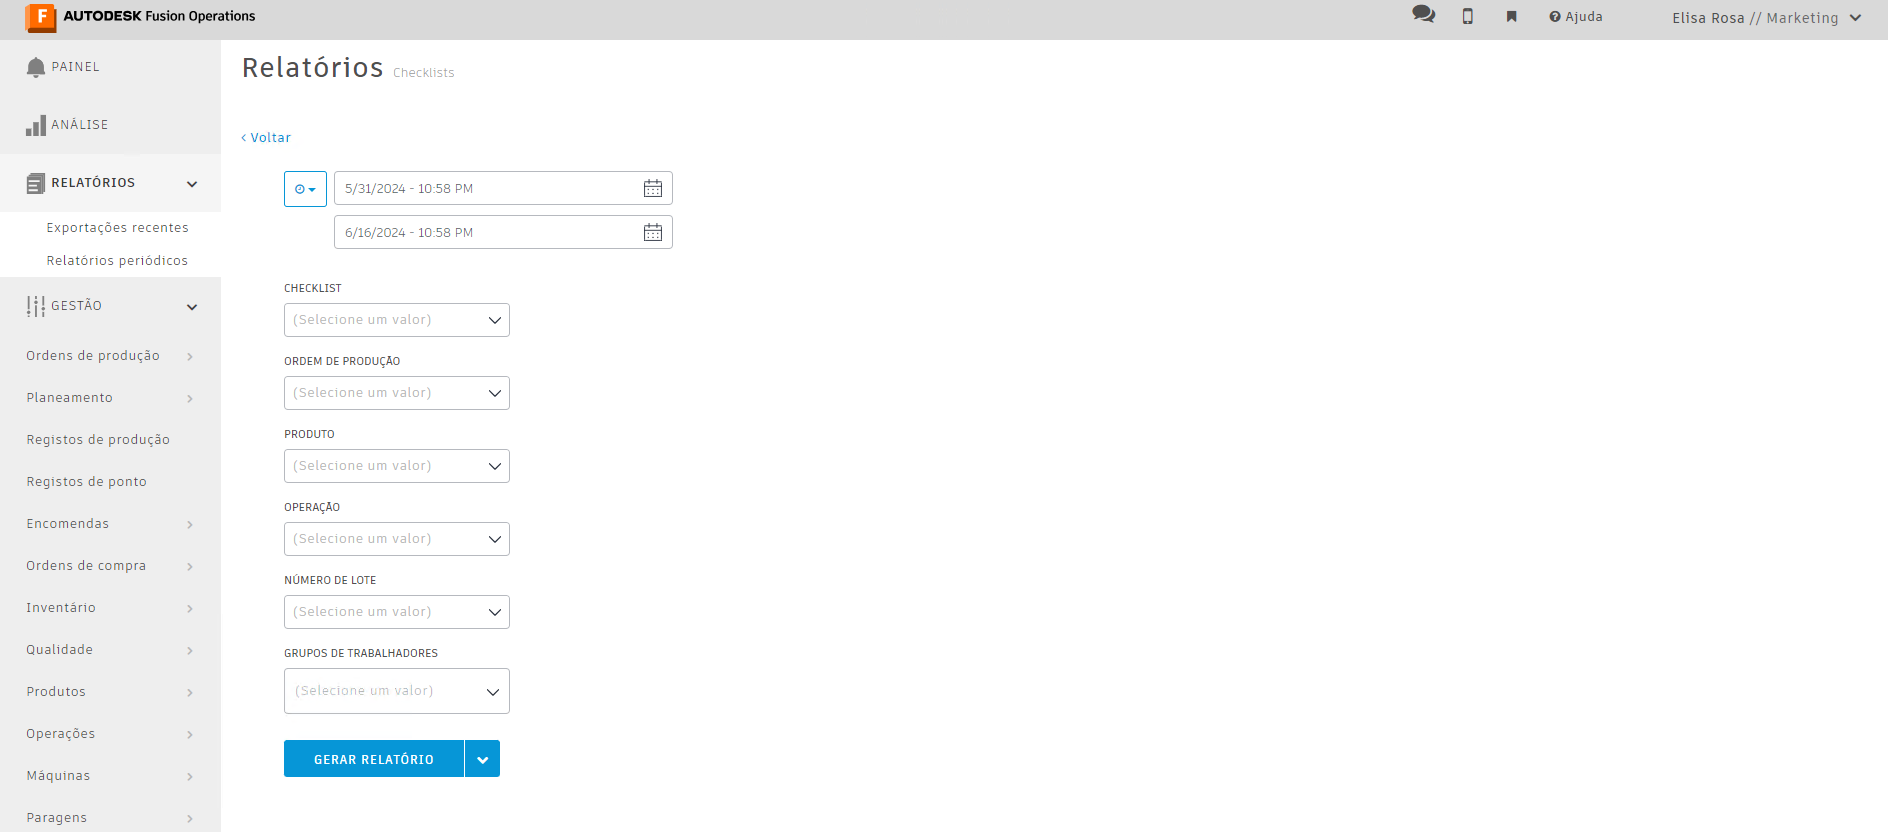 F AUTODESK Fusion Operations
Ajuda
Elisa Rosa // Marketing
PAINEL
ANÁLISE
RELATÓRIOS
Exportações recentes
Relatórios periódicos
GESTÃO
Ordens de produção
Planeamento
Registos de produção
Registos de ponto
Encomendas
Ordens de compra
Inventário
Qualidade
Produtos
Operações
Máquinas
Paragens
Relatórios Checklists
‹ Voltar
5/31/2024 - 10:58 PM
6/16/2024 - 10:58 PM
CHECKLIST
(Selecione um valor)
ORDEM DE PRODUÇÃO
(Selecione um valor)
PRODUTO
(Selecione um valor)
OPERAÇÃO
(Selecione um valor)
NÚMERO DE LOTE
(Selecione um valor)
GRUPOS DE TRABALHADORES
(Selecione um valor)
GERAR RELATÓRIO